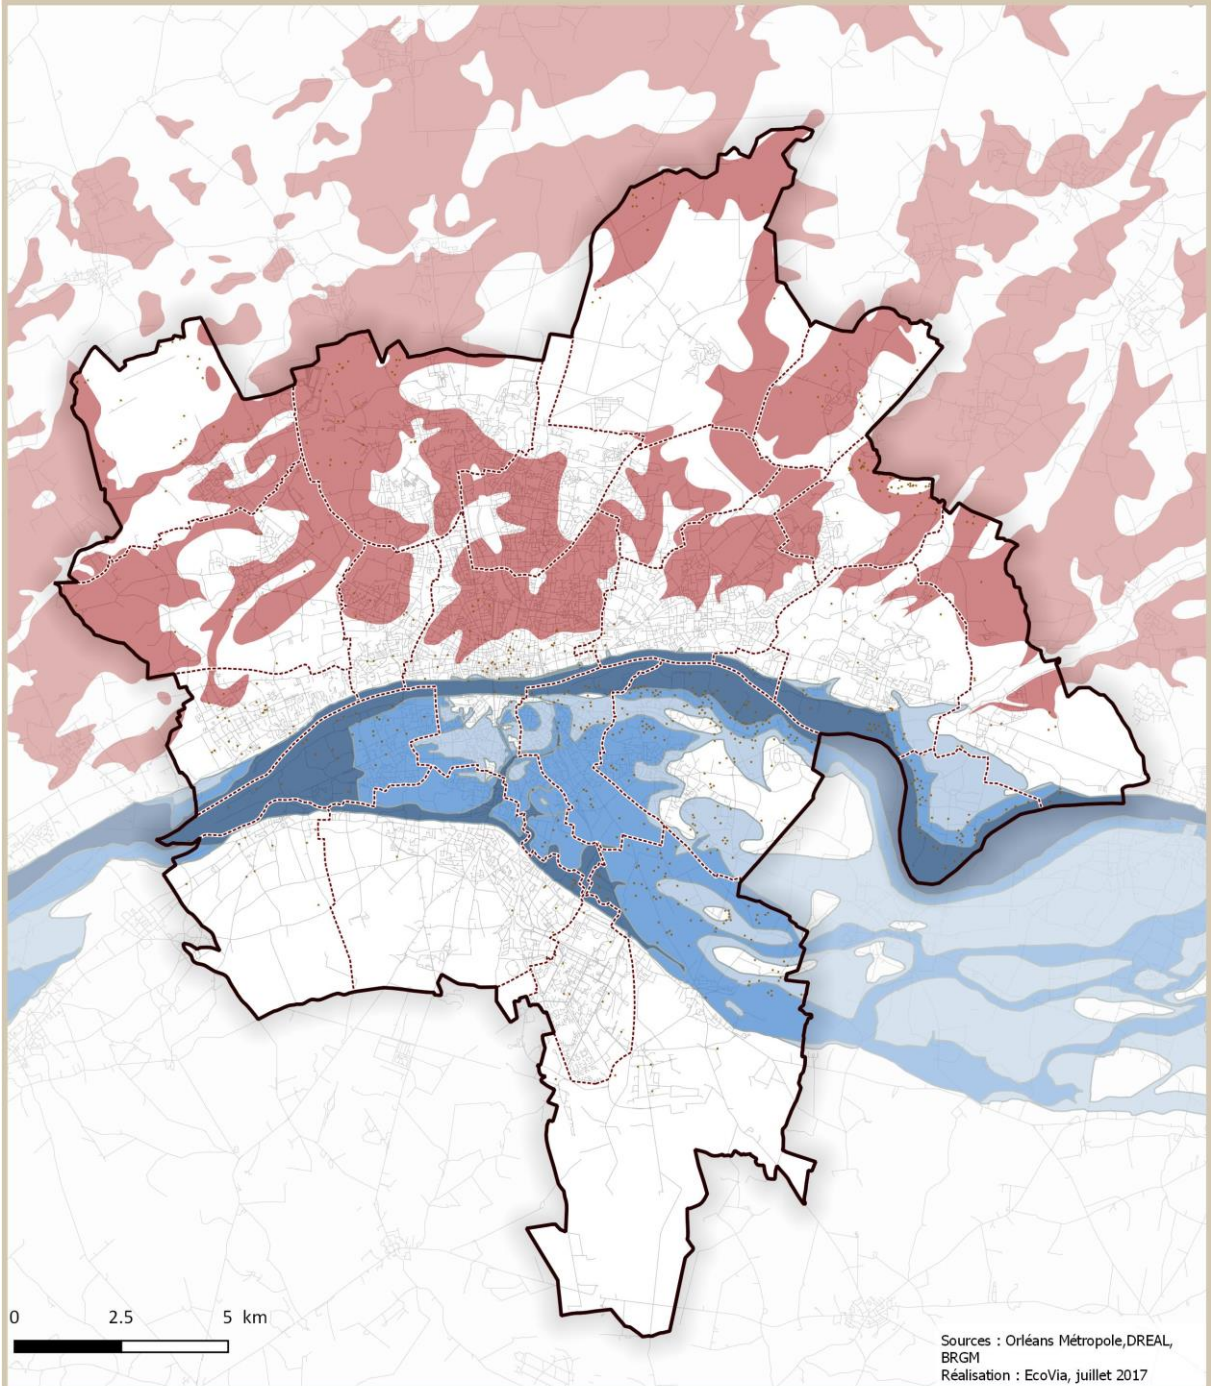 0 2.5 5 km
Sources : Orléans Métropole,DREAL,
BRGM
Réalisation : EcoVia, juillet 2017